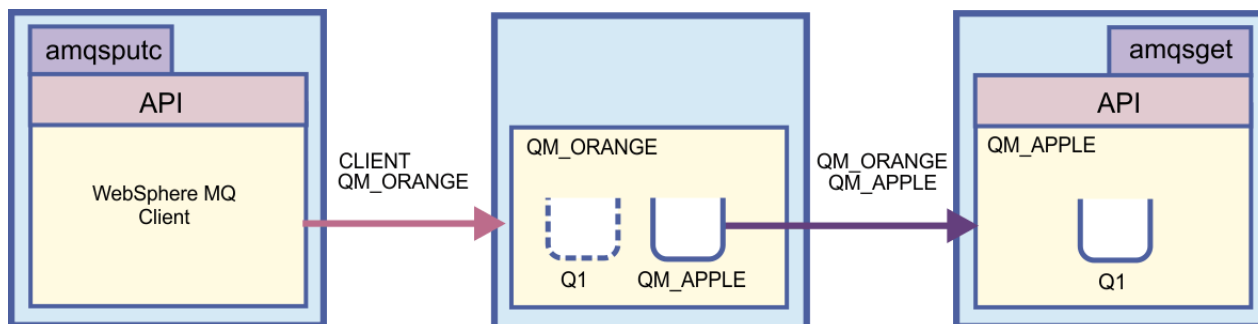 amqsputc
API
WebSphere MQ
Client
CLIENT
QM_ORANGE
QM_ORANGE
Q1
QM_APPLE
QM_ORANGE
QM_APPLE
amqsget
API
QM_APPLE
Q1